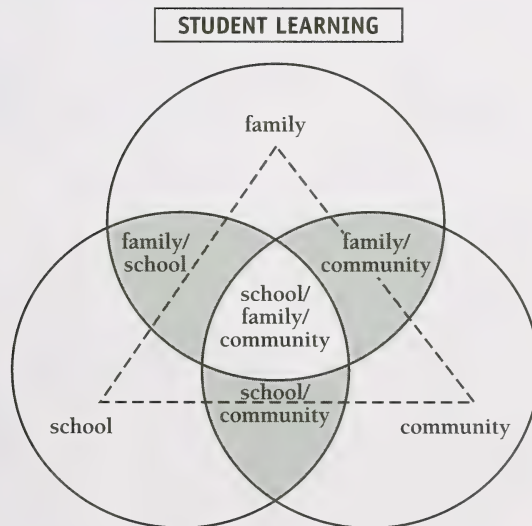 STUDENT LEARNING
family
family/
school
family/
community
school/
family/
community
school/
community
school
community